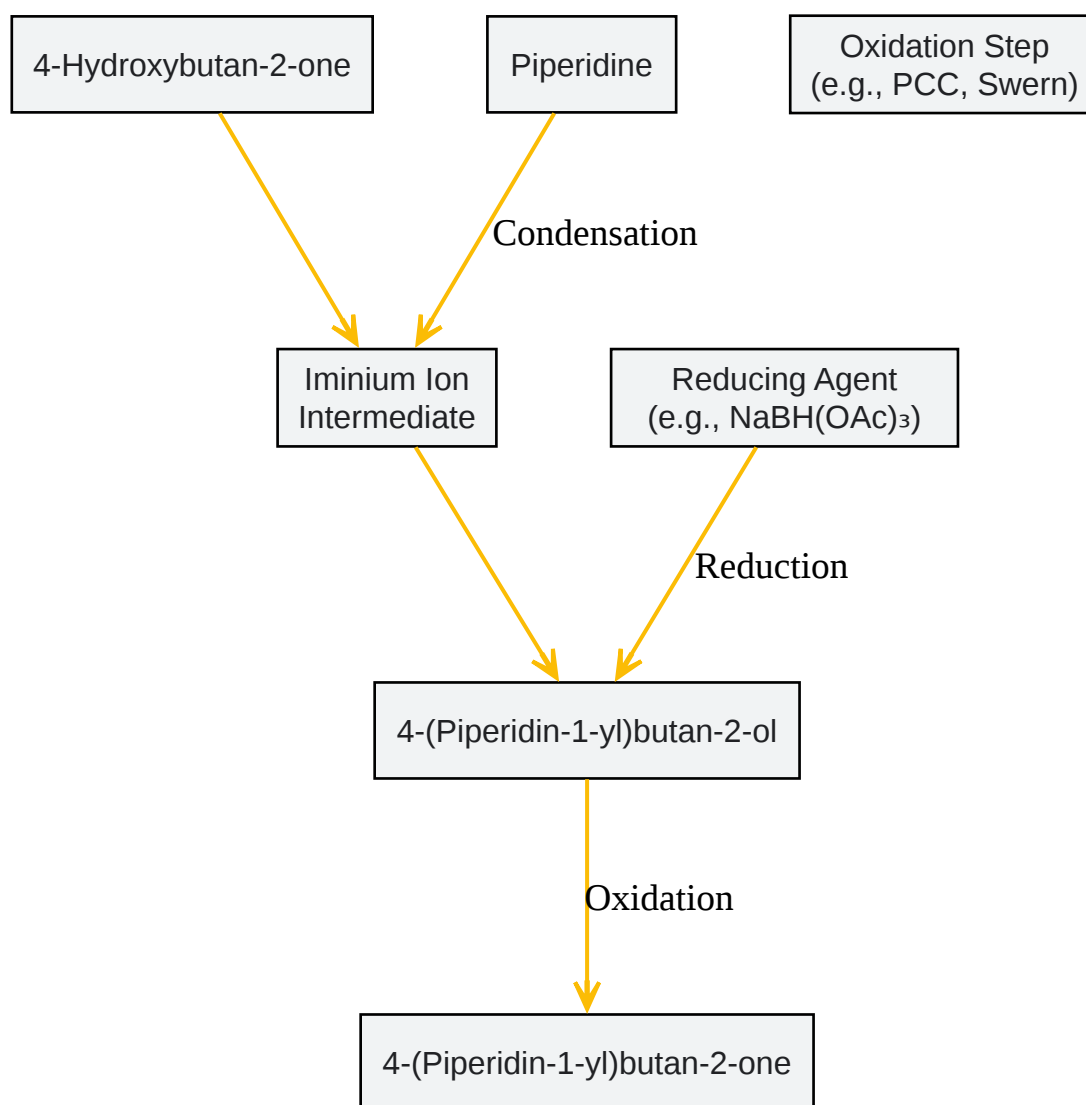 4-Hydroxybutan-2-one
Piperidine
Oxidation Step
(e.g., PCC, Swern)
Condensation
Iminium Ion
Intermediate
Reducing Agent
(e.g., NaBH(OAc)₃)
Reduction
4-(Piperidin-1-yl)butan-2-ol
Oxidation
4-(Piperidin-1-yl)butan-2-one